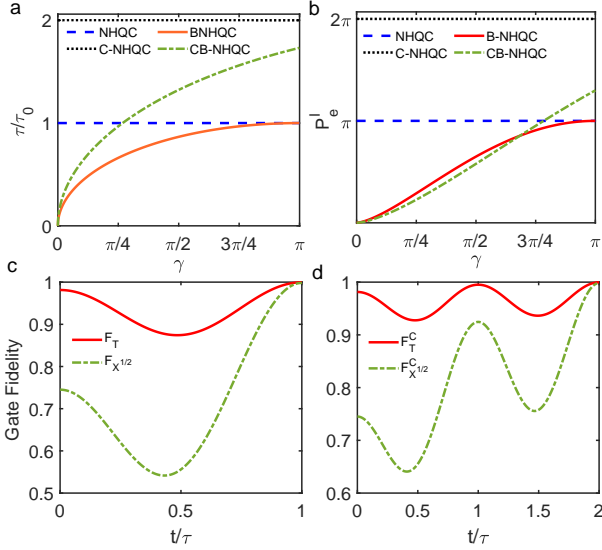 a
NHQC
BNHQC
C-NHQC
CB-NHQC
τ/τ0
2
1
0
0
π/4
π/2
3π/4
π
γ
b
NHQC
B-NHQC
C-NHQC
CB-NHQC
P_e^I
2π
π
0
π/4
π/2
3π/4
π
γ
c
F_T
F_X^1/2
Gate Fidelity
1
0.9
0.8
0.7
0.6
0.5
0
0.5
1
t/τ
d
F_T^C
F_X^1/2^C
1
0.9
0.8
0.7
0.6
0
0.5
1
1.5
2
t/τ